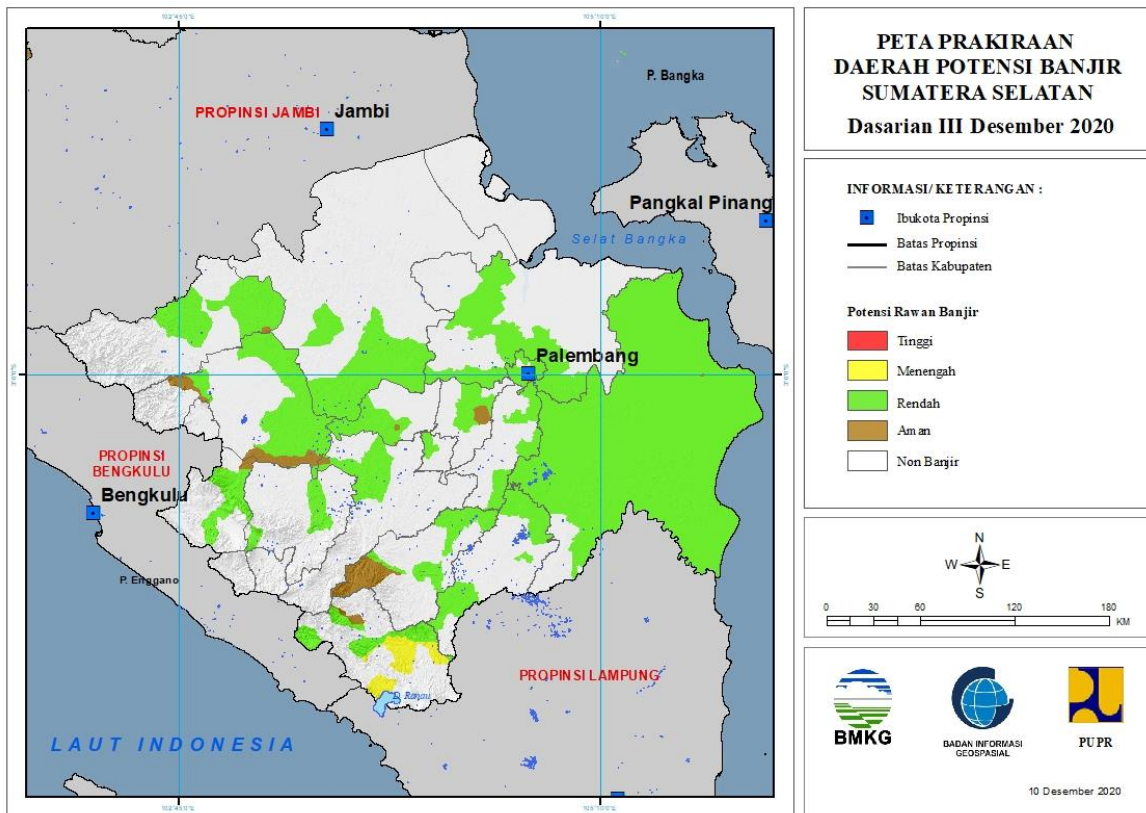 PETA PRAKIRAAN
DAERAH POTENSI BANJIR
SUMATERA SELATAN
Dasarian III Desember 2020
INFORMASI/KETERANGAN :
Ibukota Propinsi
Batas Propinsi
Batas Kabupaten
Potensi Rawan Banjir
Tinggi
Menengah
Rendah
Aman
Non Banjir
N
W E
S
0 30 60 120 180
KM
BMKG
BADAN INFORMASI
GEOSPASIAL
PUPR
10 Desember 2020
P. Bangka
PROPINSI JAMBI
Jambi
Pangkal Pinang
Selat Bangka
Palembang
PROPINSI
BENGKULU
Bengkulu
P. Enggano
PROPINSI LAMPUNG
D. Ranau
LAUT INDONESIA